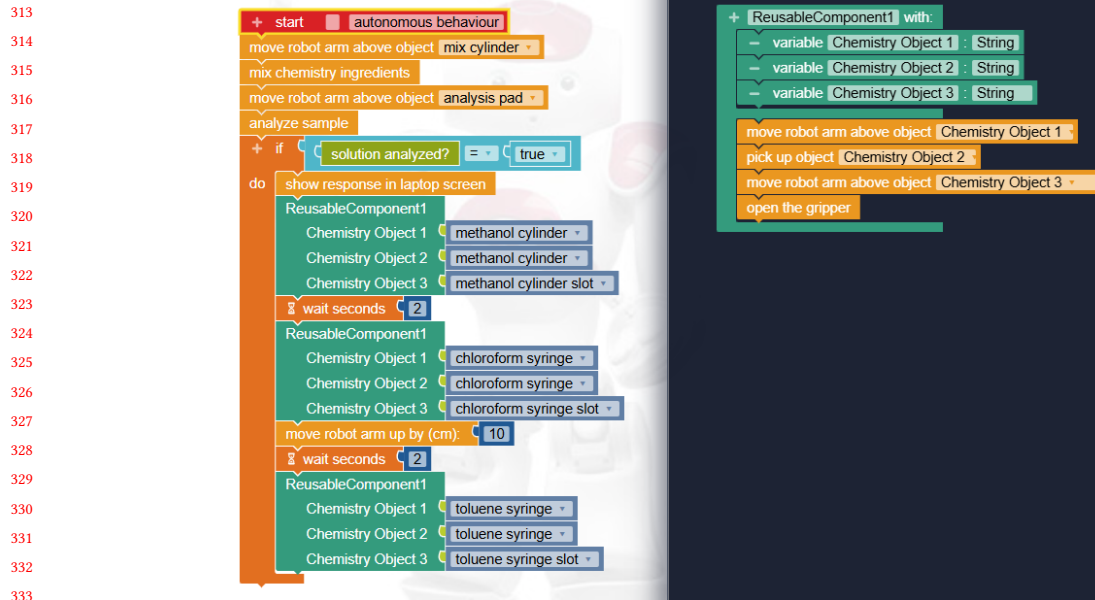 313
314
315
316
317
318
319
320
321
322
323
324
325
326
327
328
329
330
331
332
333
+ start autonomous behaviour
move robot arm above object mix cylinder
mix chemistry ingredients
move robot arm above object analysis pad
analyze sample
+ if solution analyzed? = true
do show response in laptop screen
ReusableComponent1
Chemistry Object 1 methanol cylinder
Chemistry Object 2 methanol cylinder
Chemistry Object 3 methanol cylinder slot
wait seconds 2
ReusableComponent1
Chemistry Object 1 chloroform syringe
Chemistry Object 2 chloroform syringe
Chemistry Object 3 chloroform syringe slot
move robot arm up by (cm): 10
wait seconds 2
ReusableComponent1
Chemistry Object 1 toluene syringe
Chemistry Object 2 toluene syringe
Chemistry Object 3 toluene syringe slot
+ ReusableComponent1 with:
− variable Chemistry Object 1 : String
− variable Chemistry Object 2 : String
− variable Chemistry Object 3 : String
move robot arm above object Chemistry Object 1
pick up object Chemistry Object 2
move robot arm above object Chemistry Object 3
open the gripper